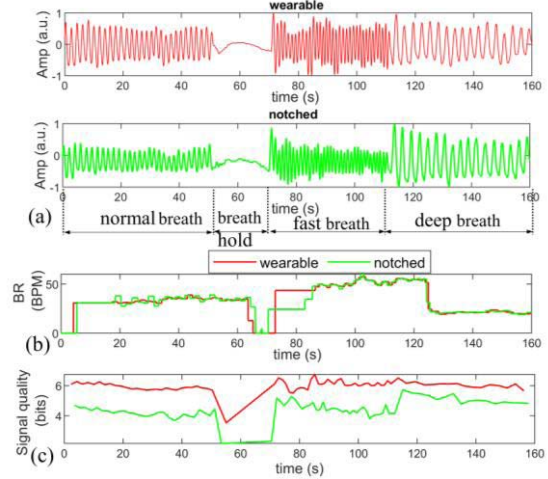 wearable
1
0
-1
Amp (a.u.)
0 20 40 60 80 100 120 140 160
time (s)
notched
1
0
-1
Amp (a.u.)
0 20 40 60 80 100 120 140 160
time (s)
(a)
normal breath
breath
hold
fast breath
deep breath
wearable notched
50
0
BR
(BPM)
0 20 40 60 80 100 120 140 160
(b)
time (s)
6
4
Signal quality
(bits)
0 20 40 60 80 100 120 140 160
(c)
time (s)